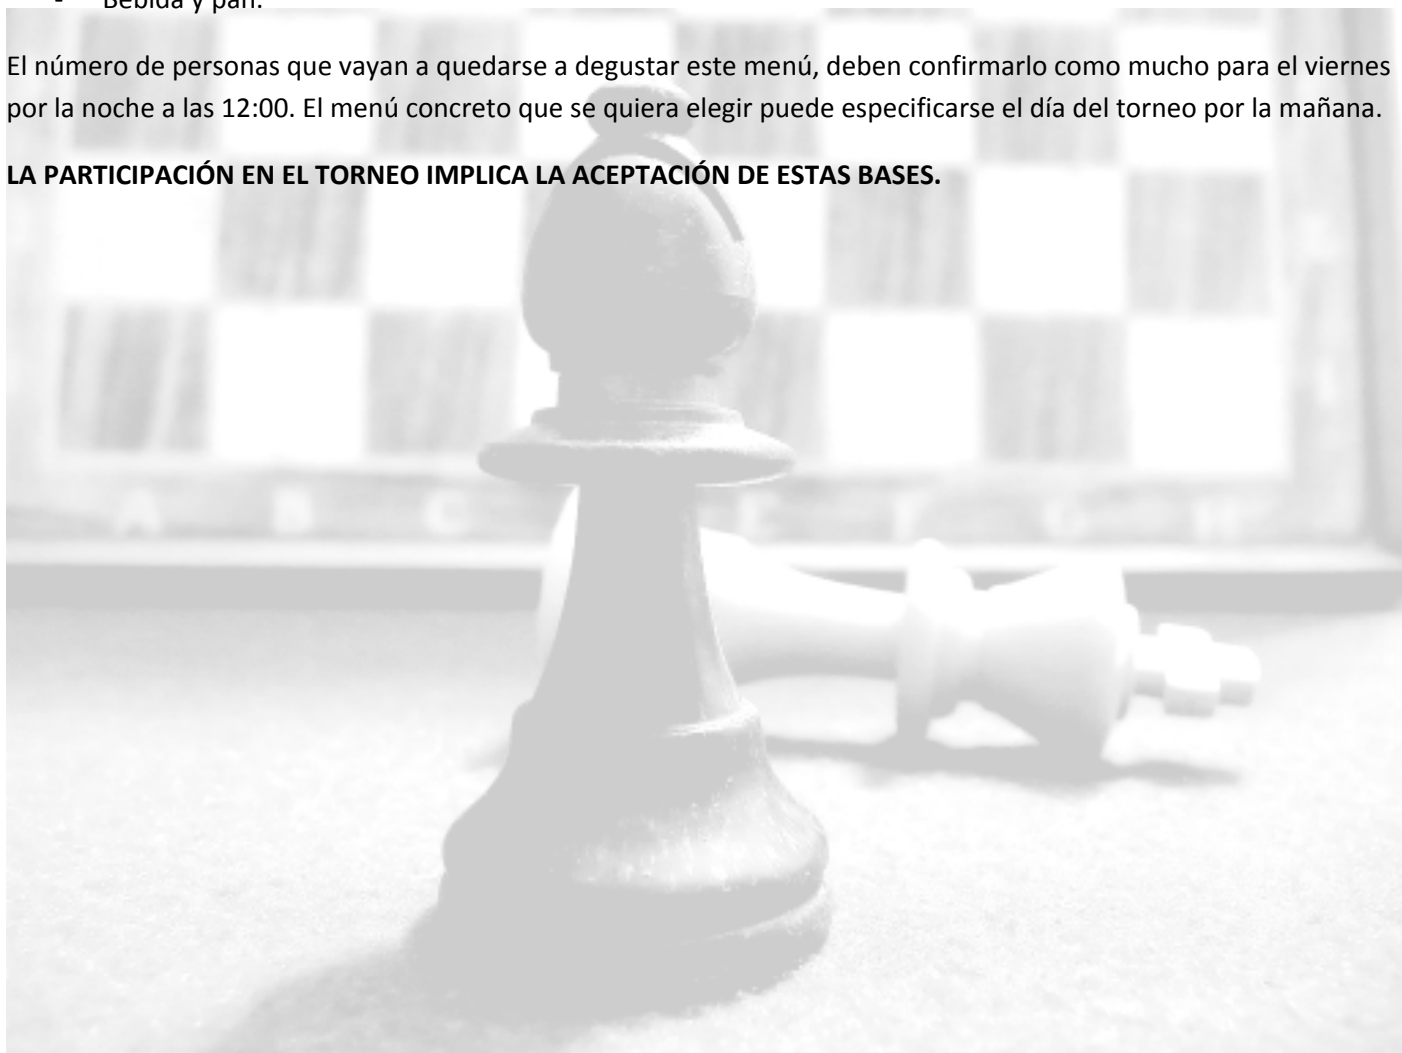 - Bebida y pan.
El número de personas que vayan a quedarse a degustar este menú, deben confirmarlo como mucho para el viernes
por la noche a las 12:00. El menú concreto que se quiera elegir puede especificarse el día del torneo por la mañana.
LA PARTICIPACIÓN EN EL TORNEO IMPLICA LA ACEPTACIÓN DE ESTAS BASES.
A B C E F G H